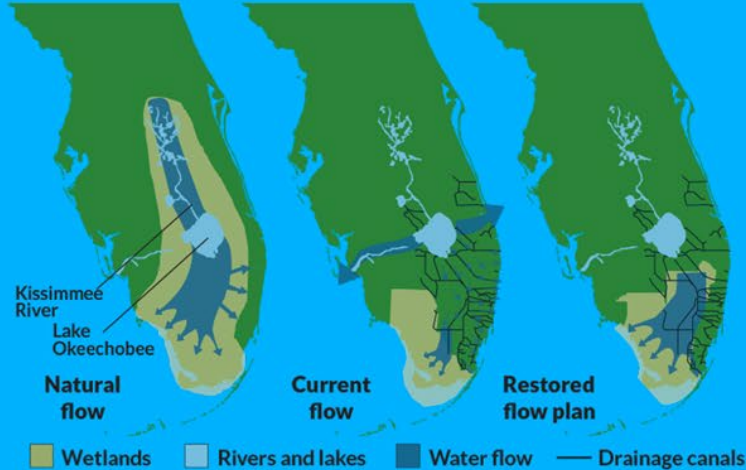 Kissimmee
River
Lake
Okeechobee
Natural
flow
Current
flow
Restored
flow plan
Wetlands
Rivers and lakes
Water flow
Drainage canals